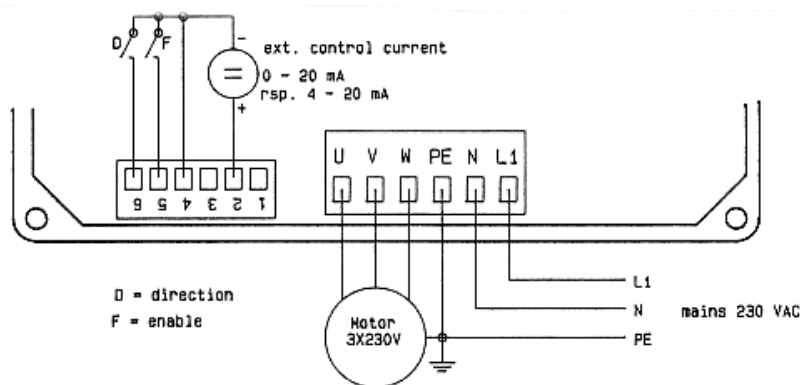 D
F
-
ext. control current
0 - 20 mA
rsp. 4 - 20 mA
+
U V W PE N L1
6 5 4 3 2 1
D = direction
F = enable
Motor
3X230V
L1
N mains 230 VAC
PE